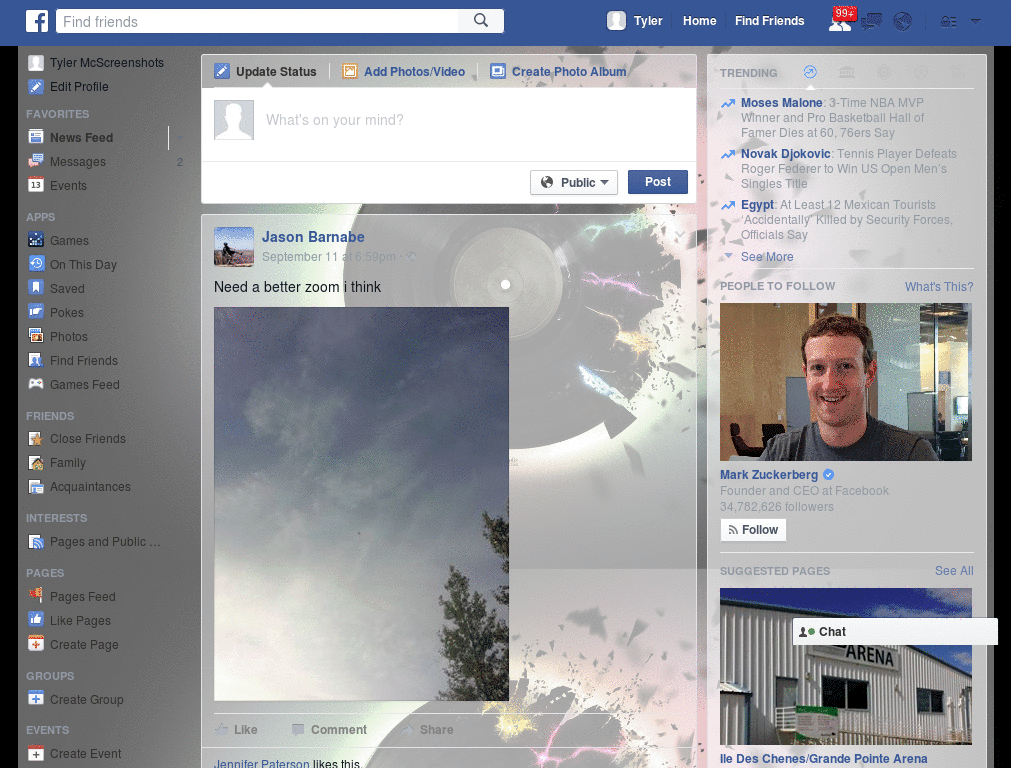 f
Find friends
Tyler
Home
Find Friends
99+
Tyler McScreenshots
Edit Profile
FAVORITES
News Feed
Messages
2
Events
13
APPS
Games
On This Day
Saved
Pokes
Photos
Find Friends
Games Feed
FRIENDS
Close Friends
Family
Acquaintances
INTERESTS
Pages and Public ...
PAGES
Pages Feed
Like Pages
Create Page
GROUPS
Create Group
EVENTS
Create Event
Update Status
Add Photos/Video
Create Photo Album
What's on your mind?
Public
Post
Jason Barnabe
September 11 at 6:59pm ·
Need a better zoom i think
Like
Comment
Share
Jennifer Paterson likes this.
TRENDING
Moses Malone: 3-Time NBA MVP
Winner and Pro Basketball Hall of
Famer Dies at 60, 76ers Say
Novak Djokovic: Tennis Player Defeats
Roger Federer to Win US Open Men's
Singles Title
Egypt: At Least 12 Mexican Tourists
'Accidentally' Killed by Security Forces,
Officials Say
See More
PEOPLE TO FOLLOW
What's This?
Mark Zuckerberg
Founder and CEO at Facebook
34,782,626 followers
Follow
SUGGESTED PAGES
See All
Chat
ARENA
Ile Des Chenes/Grande Pointe Arena